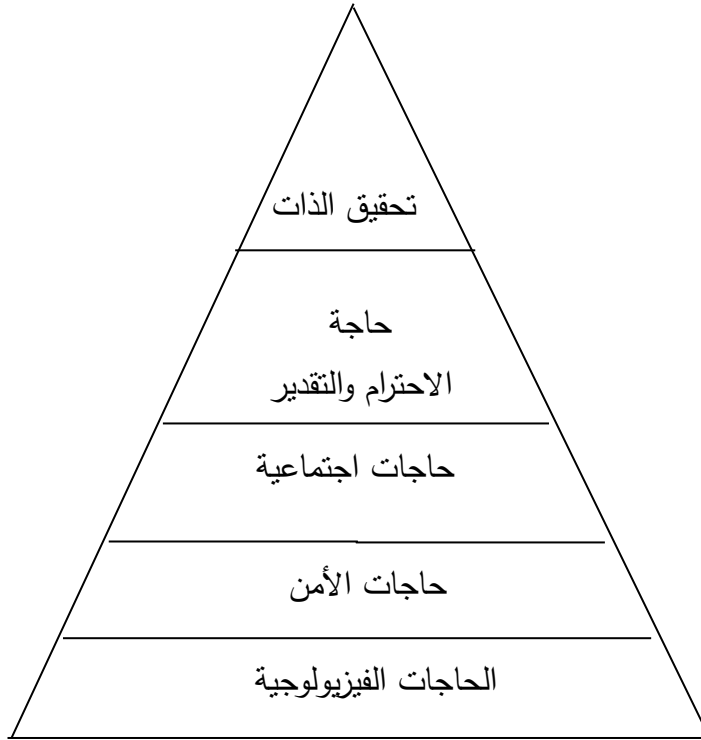 تحقيق الذات
حاجة
الاحترام والتقدير
حاجات اجتماعية
حاجات الأمن
الحاجات الفيزيولوجية